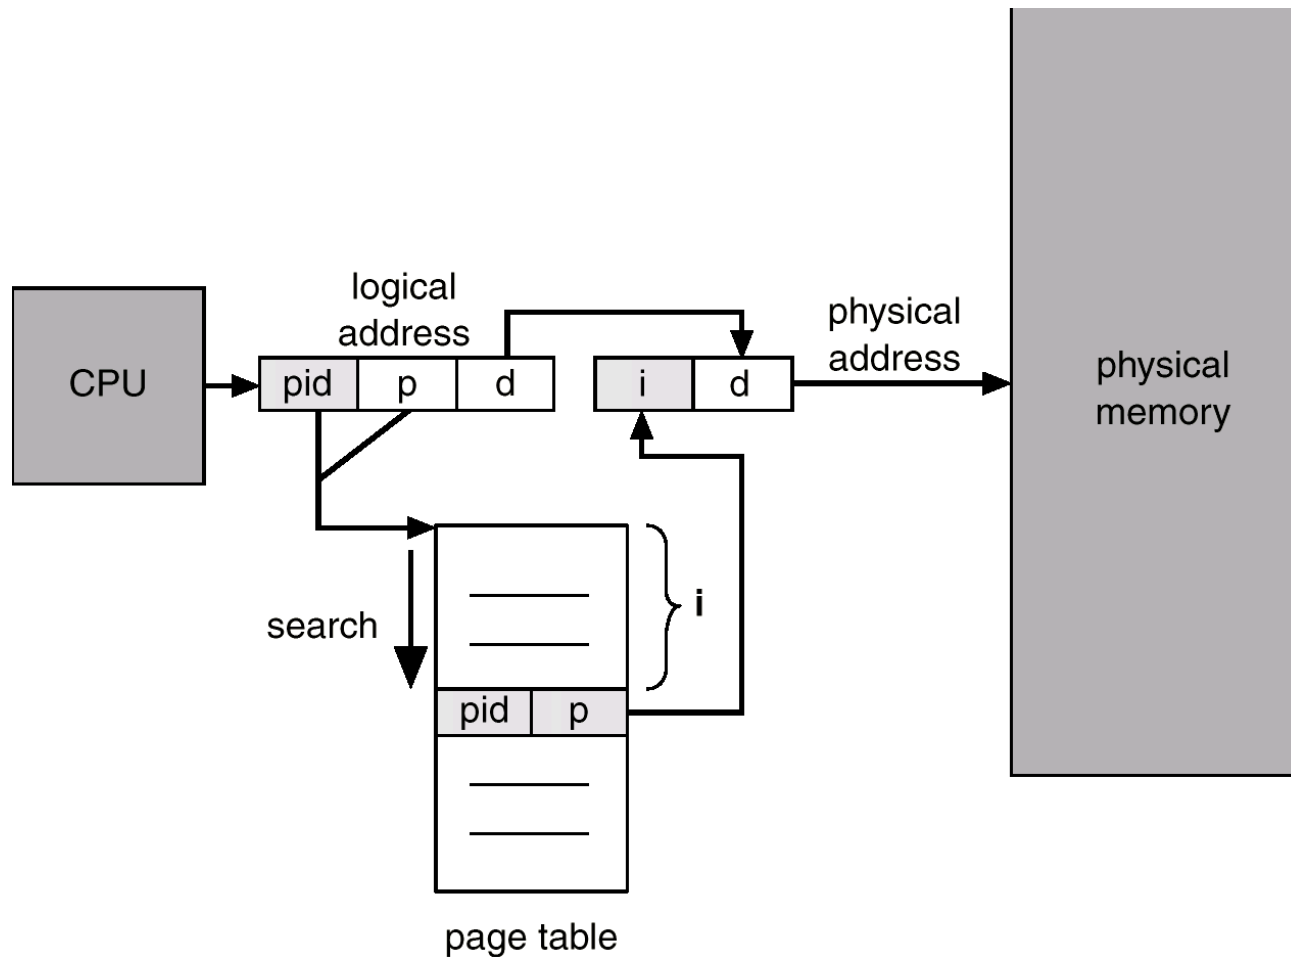 logical
address
physical
address
CPU
pid
p
d
i
d
physical
memory
search
i
pid
p
page table